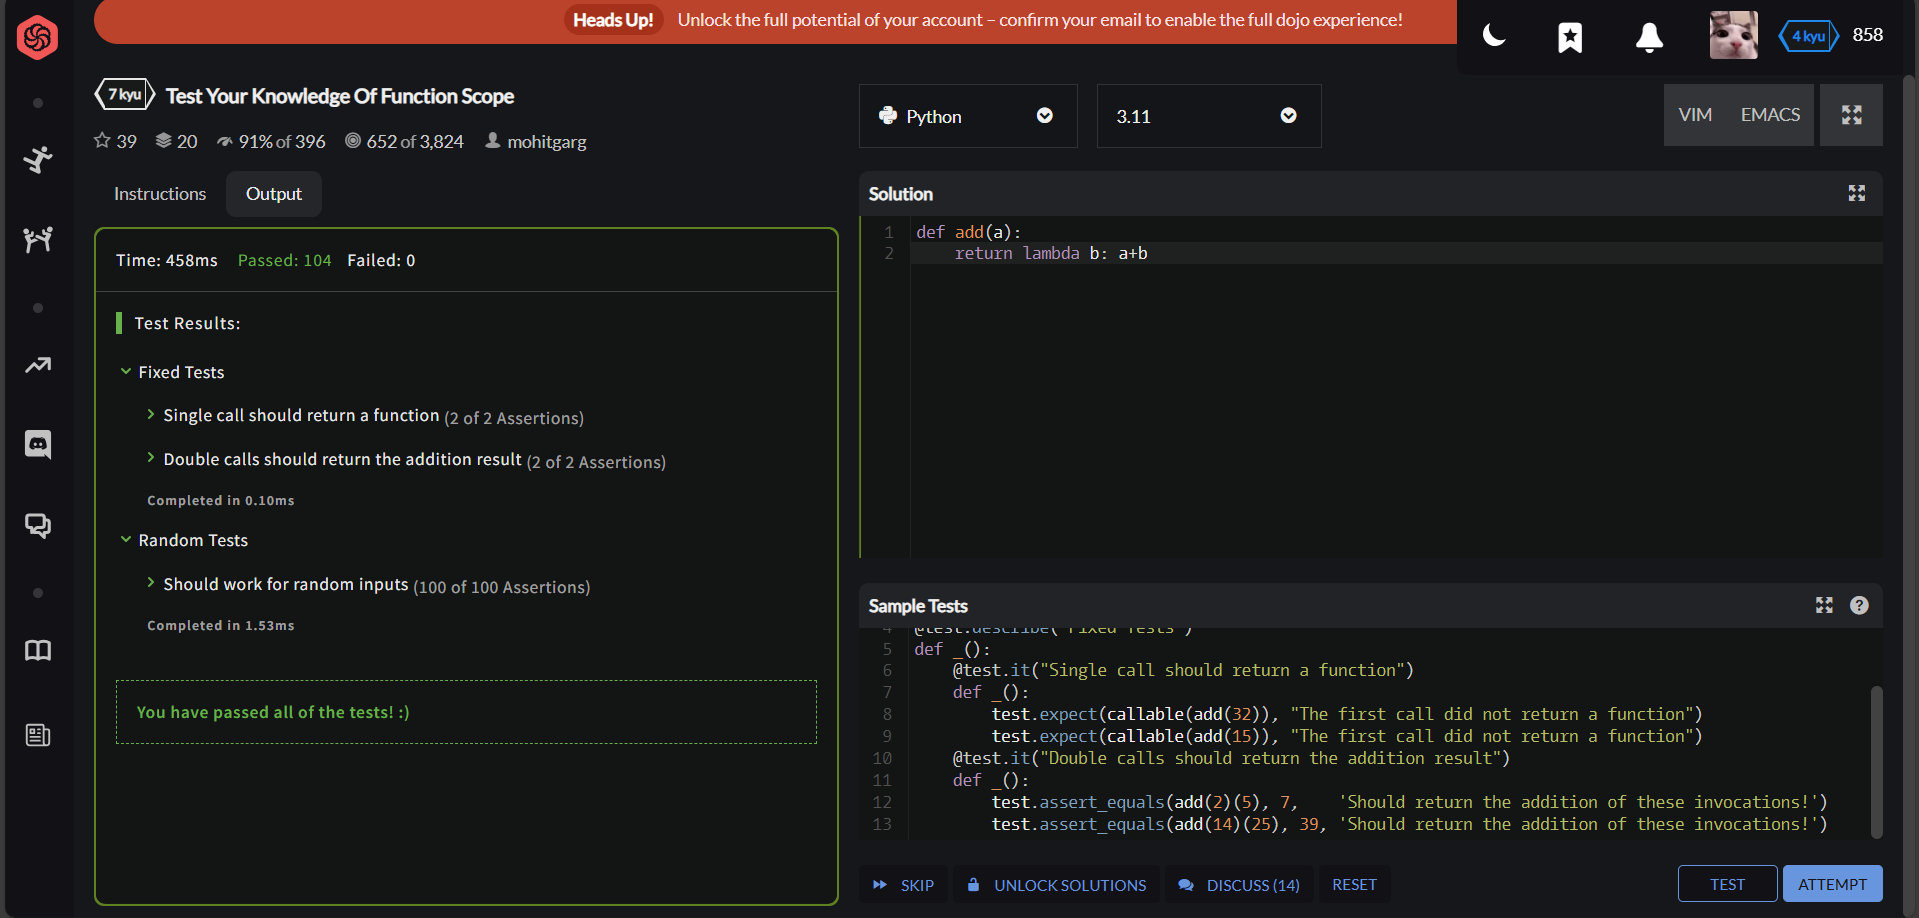 Heads Up! Unlock the full potential of your account – confirm your email to enable the full dojo experience!
4 kyu 858
7 kyu Test Your Knowledge Of Function Scope
39 20 91% of 396 652 of 3,824 mohitgarg
Instructions Output
Time: 458ms Passed: 104 Failed: 0
Test Results:
Fixed Tests
Single call should return a function (2 of 2 Assertions)
Double calls should return the addition result (2 of 2 Assertions)
Completed in 0.10ms
Random Tests
Should work for random inputs (100 of 100 Assertions)
Completed in 1.53ms
You have passed all of the tests! :)
Python 3.11 VIM EMACS
Solution
1 def add(a):
2     return lambda b: a+b
Sample Tests ?
4 @test.describe("Fixed Tests")
5 def _():
6     @test.it("Single call should return a function")
7     def _():
8         test.expect(callable(add(32)), "The first call did not return a function")
9         test.expect(callable(add(15)), "The first call did not return a function")
10     @test.it("Double calls should return the addition result")
11     def _():
12         test.assert_equals(add(2)(5), 7,    'Should return the addition of these invocations!')
13         test.assert_equals(add(14)(25), 39, 'Should return the addition of these invocations!')
SKIP UNLOCK SOLUTIONS DISCUSS (14) RESET TEST ATTEMPT